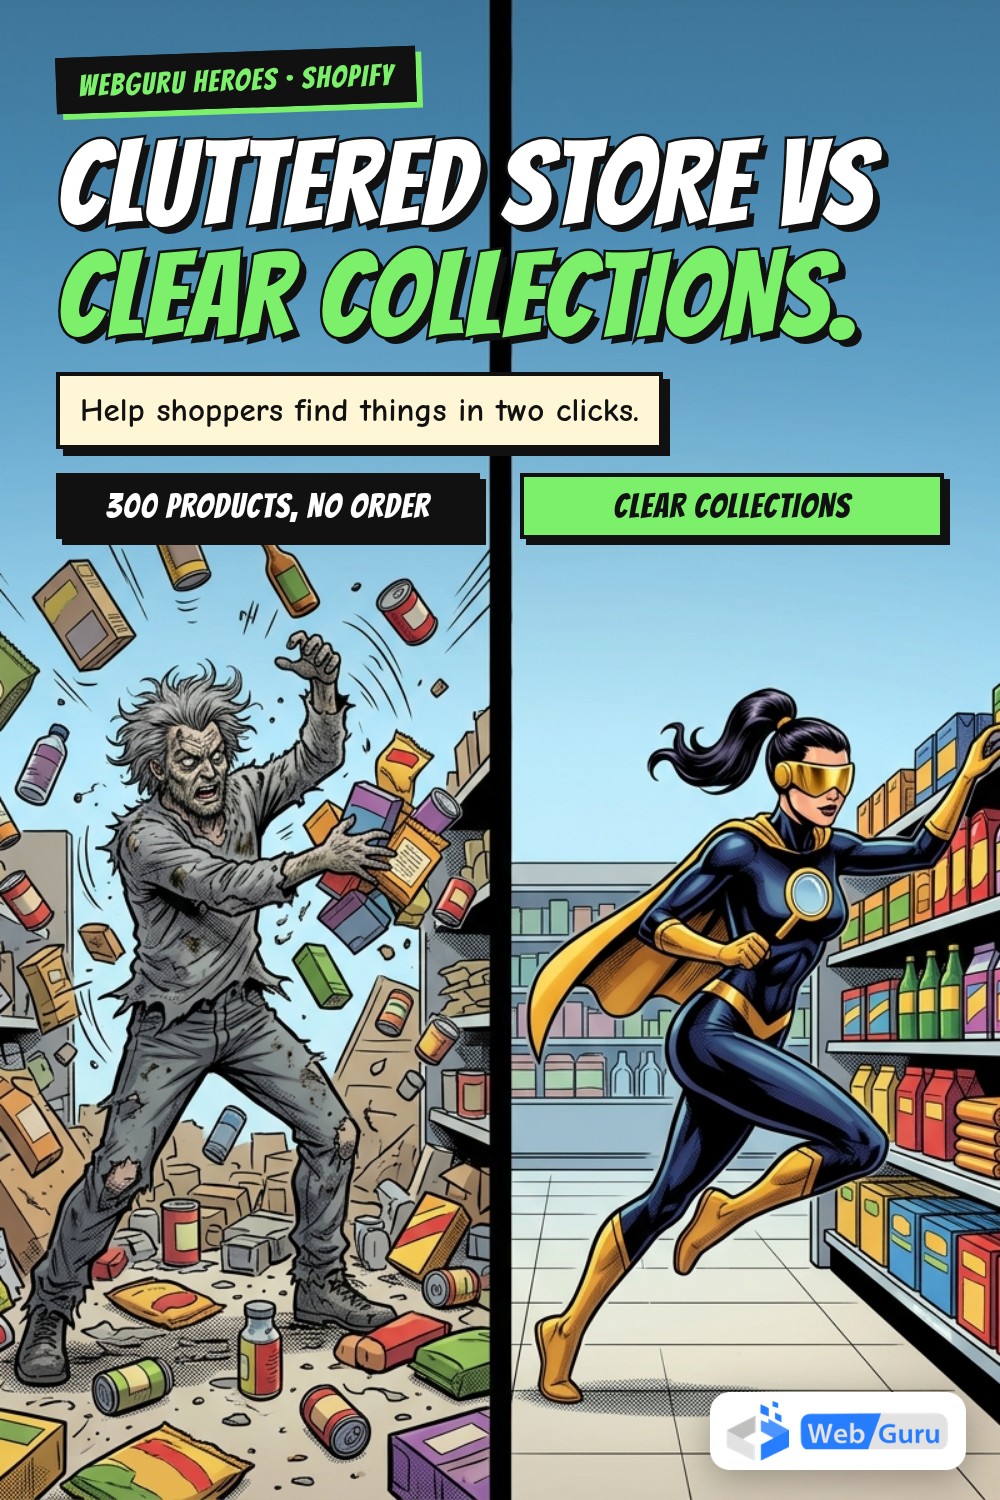 WEBGURU HEROES · SHOPIFY
CLUTTERED STORE VS
CLEAR COLLECTIONS.
Help shoppers find things in two clicks.
300 PRODUCTS, NO ORDER
CLEAR COLLECTIONS
Web Guru